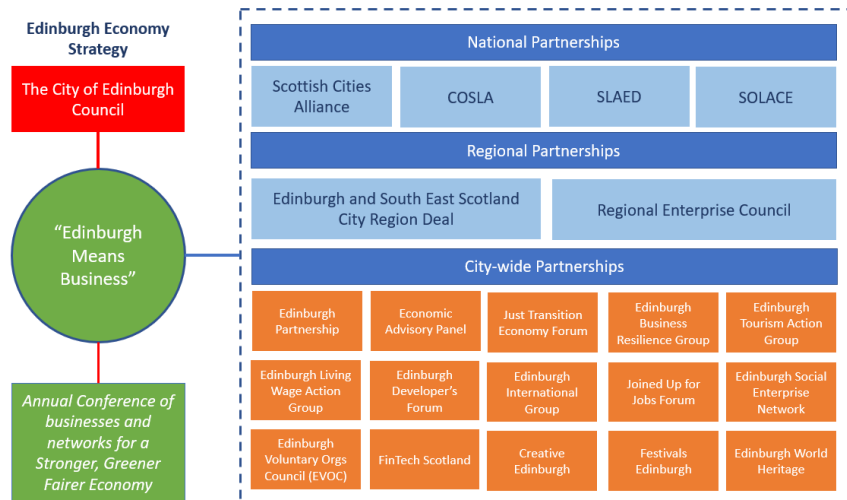 Edinburgh Economy
Strategy
The City of Edinburgh
Council
"Edinburgh
Means
Business"
Annual Conference of
businesses and
networks for a
Stronger, Greener
Fairer Economy
National Partnerships
Scottish Cities
Alliance
COSLA
SLAED
SOLACE
Regional Partnerships
Edinburgh and South East Scotland
City Region Deal
Regional Enterprise Council
City-wide Partnerships
Edinburgh
Partnership
Economic
Advisory Panel
Just Transition
Economy Forum
Edinburgh
Business
Resilience Group
Edinburgh
Tourism Action
Group
Edinburgh Living
Wage Action
Group
Edinburgh
Developer's
Forum
Edinburgh
International
Group
Joined Up for
Jobs Forum
Edinburgh Social
Enterprise
Network
Edinburgh
Voluntary Orgs
Council (EVOC)
FinTech Scotland
Creative
Edinburgh
Festivals
Edinburgh
Edinburgh World
Heritage